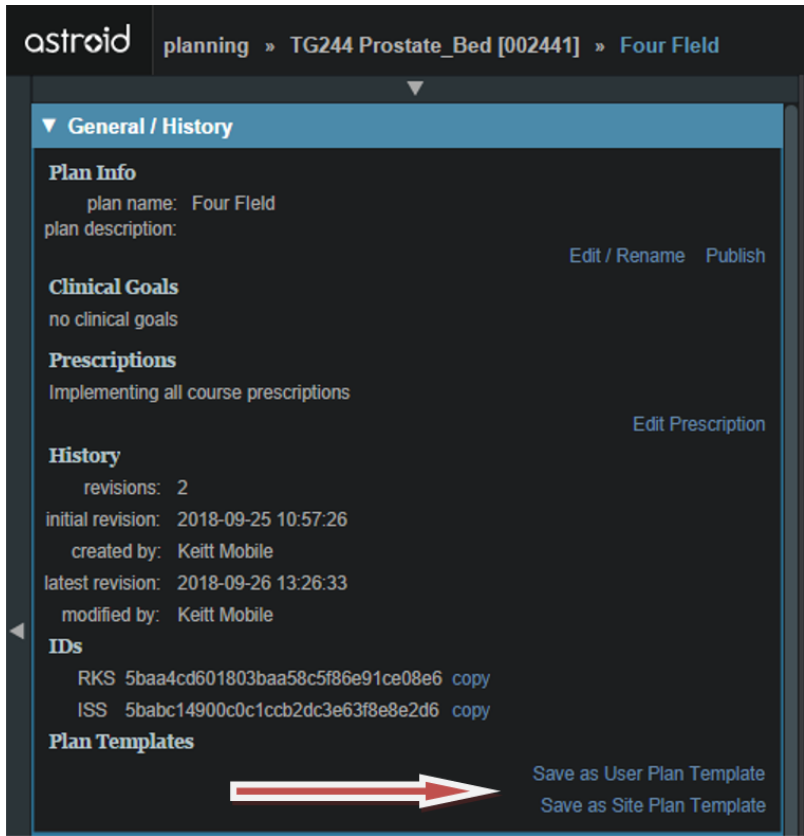 astroid planning » TG244 Prostate_Bed [002441] » Four Fleld
▼ General / History
Plan Info
plan name: Four Fleld
plan description:
Edit / Rename Publish
Clinical Goals
no clinical goals
Prescriptions
Implementing all course prescriptions
Edit Prescription
History
revisions: 2
initial revision: 2018-09-25 10:57:26
created by: Keitt Mobile
latest revision: 2018-09-26 13:26:33
modified by: Keitt Mobile
IDs
RKS 5baa4cd601803baa58c5f86e91ce08e6 copy
ISS 5babc14900c0c1ccb2dc3e63f8e8e2d6 copy
Plan Templates
Save as User Plan Template
Save as Site Plan Template